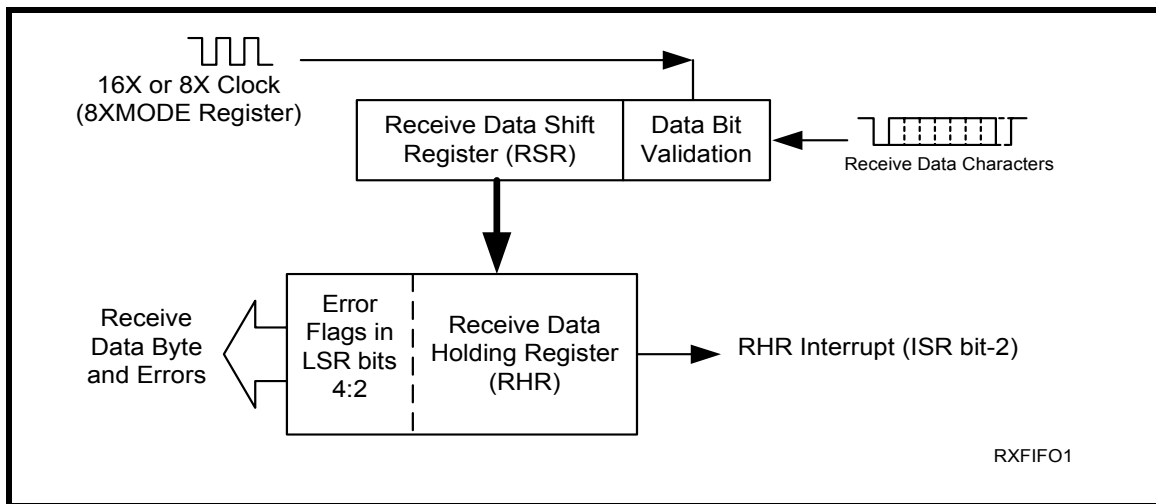 16X or 8X Clock
(8XMODE Register)
Receive Data Shift
Register (RSR)
Data Bit
Validation
Receive Data Characters
Receive
Data Byte
and Errors
Error
Flags in
LSR bits
4:2
Receive Data
Holding Register
(RHR)
RHR Interrupt (ISR bit-2)
RXFIFO1